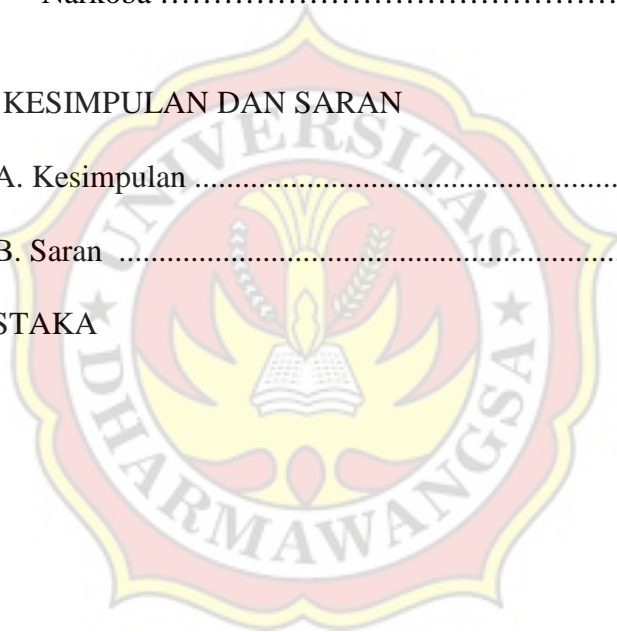 Narkoba ……………………………………
KESIMPULAN DAN SARAN
A. Kesimpulan ................................................
B. Saran ........................................................
STAKA
UNIVERSITAS
DHARMAWANGSA